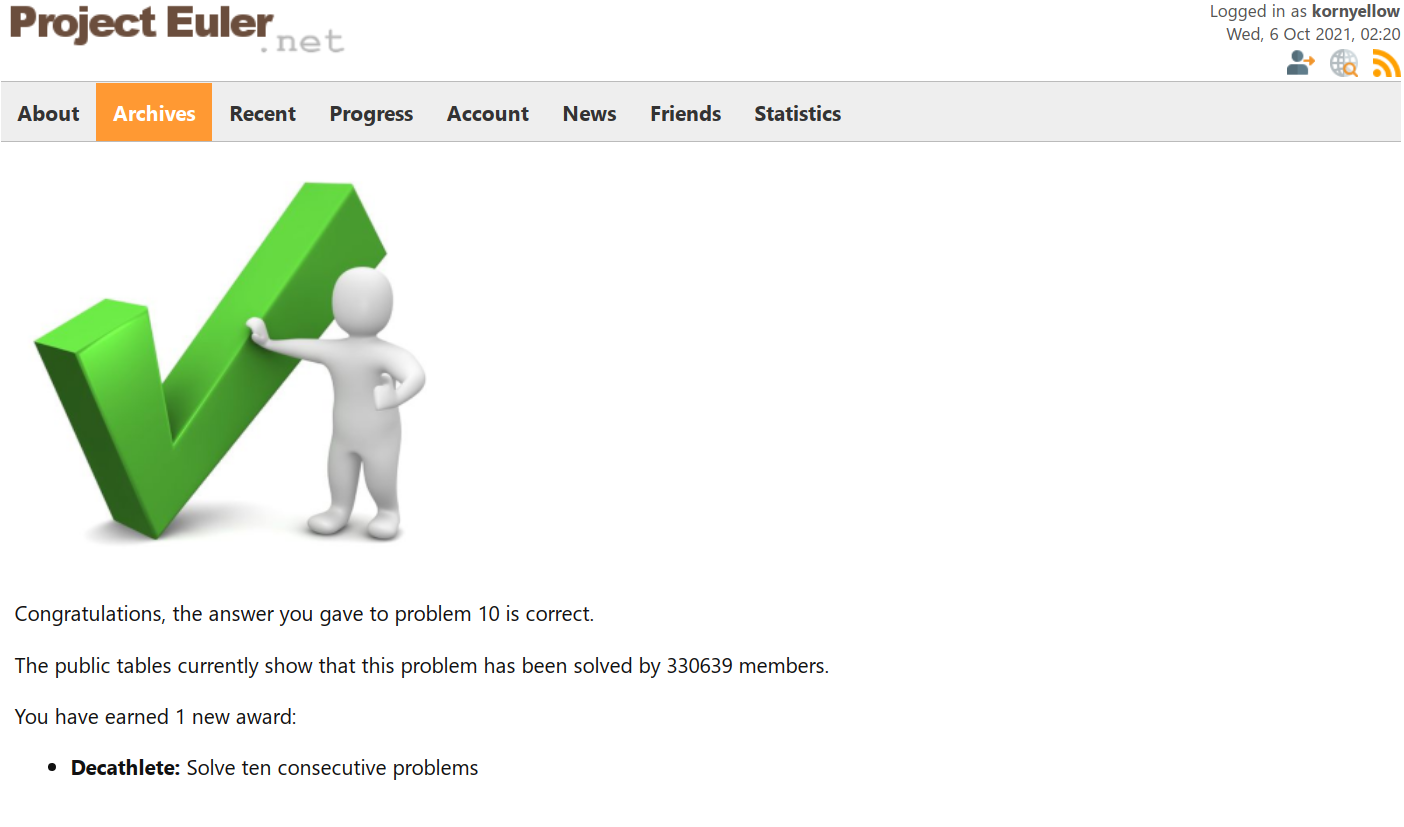 Project Euler
.net
Logged in as kornyellow
Wed, 6 Oct 2021, 02:20
About Archives Recent Progress Account News Friends Statistics
Congratulations, the answer you gave to problem 10 is correct.
The public tables currently show that this problem has been solved by 330639 members.
You have earned 1 new award:
Decathlete: Solve ten consecutive problems